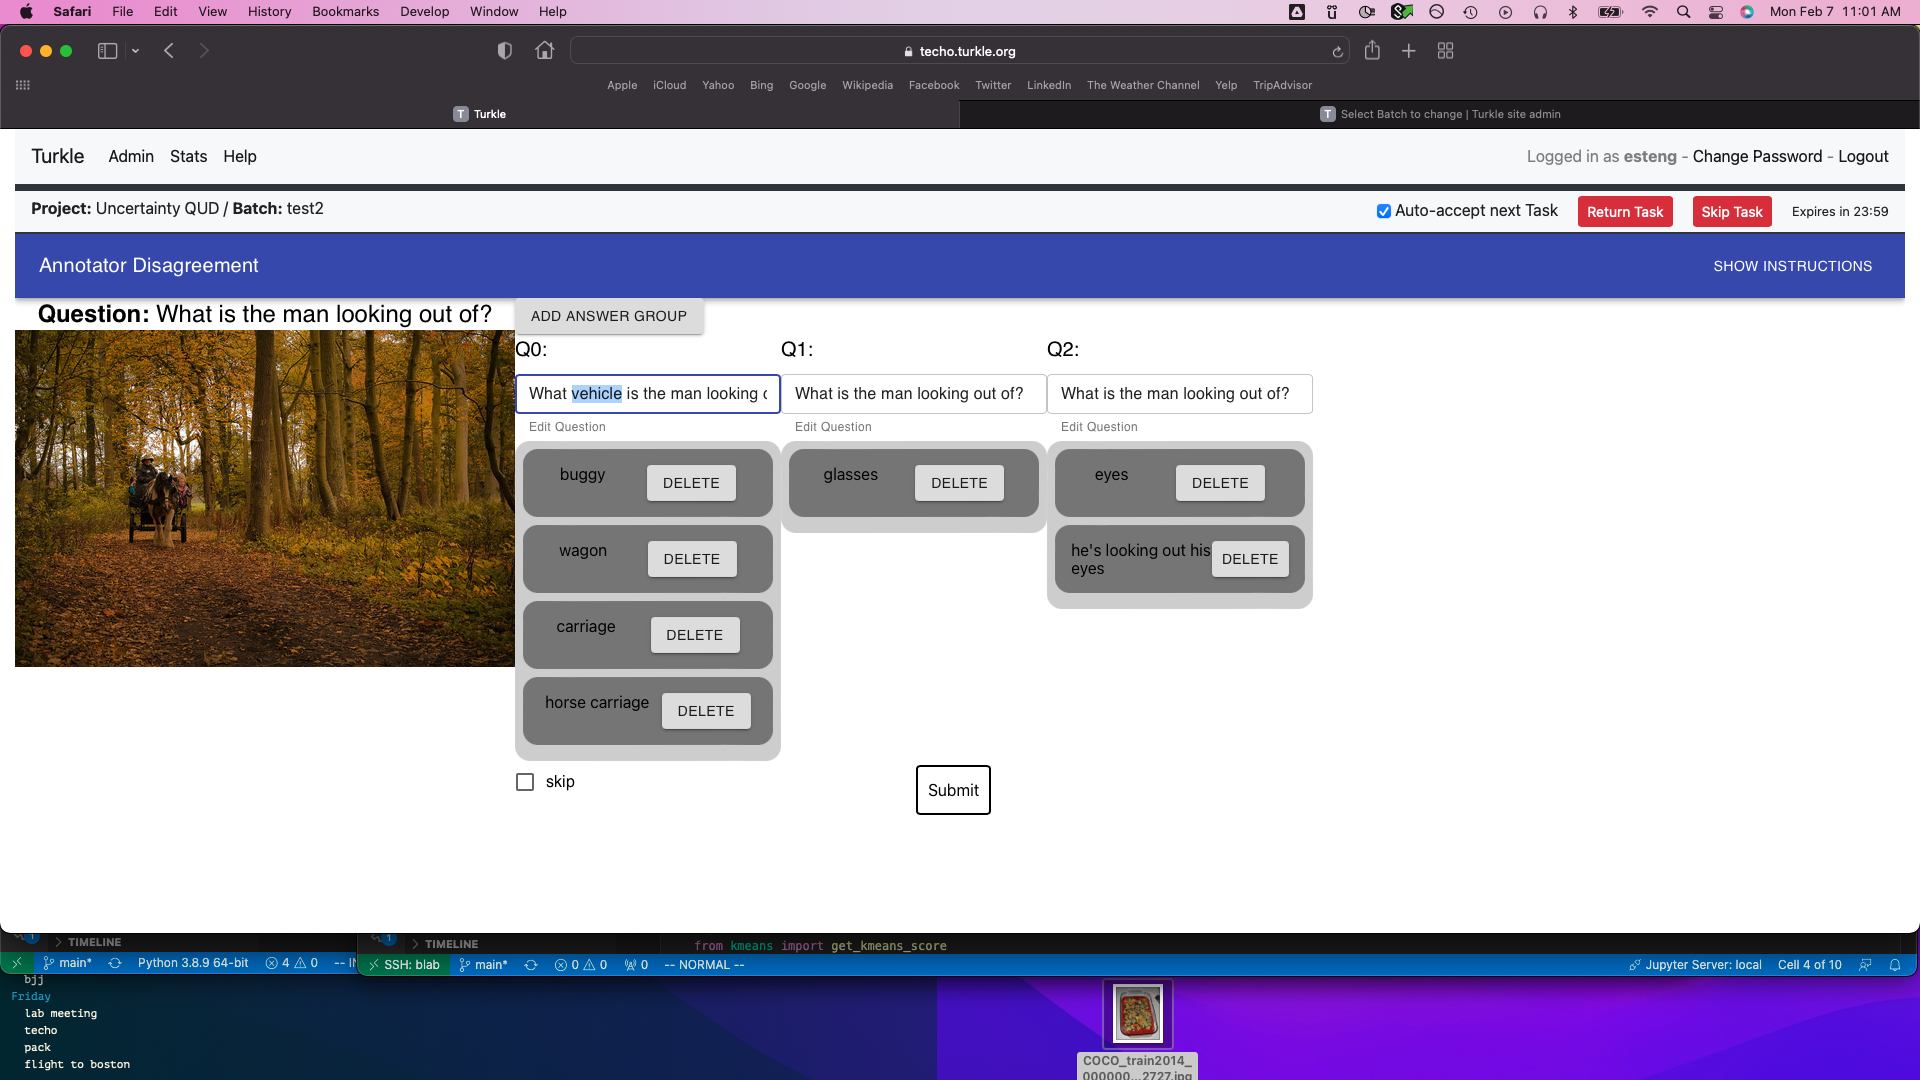 Safari File Edit View History Bookmarks Develop Window Help Mon Feb 7 11:01 AM
techo.turkle.org
Apple iCloud Yahoo Bing Google Wikipedia Facebook Twitter LinkedIn The Weather Channel Yelp TripAdvisor
T Turkle
T Select Batch to change | Turkle site admin
Turkle Admin Stats Help Logged in as esteng - Change Password - Logout
Project: Uncertainty QUD / Batch: test2 Auto-accept next Task Return Task Skip Task Expires in 23:59
Annotator Disagreement SHOW INSTRUCTIONS
Question: What is the man looking out of?
ADD ANSWER GROUP
Q0: Q1: Q2:
What vehicle is the man looking What is the man looking out of? What is the man looking out of?
Edit Question Edit Question Edit Question
buggy DELETE glasses DELETE eyes DELETE
wagon DELETE he's looking out his eyes DELETE
carriage DELETE
horse carriage DELETE
skip
Submit
1 TIMELINE
1 TIMELINE from kmeans import get_kmeans_score
main* Python 3.8.9 64-bit 4 0 -- IN
SSH: blab main* 0 0 0 -- NORMAL -- Jupyter Server: local Cell 4 of 10
bjj
Friday
lab meeting
techo
pack
flight to boston
COCO_train2014_
000000...2727.jpg